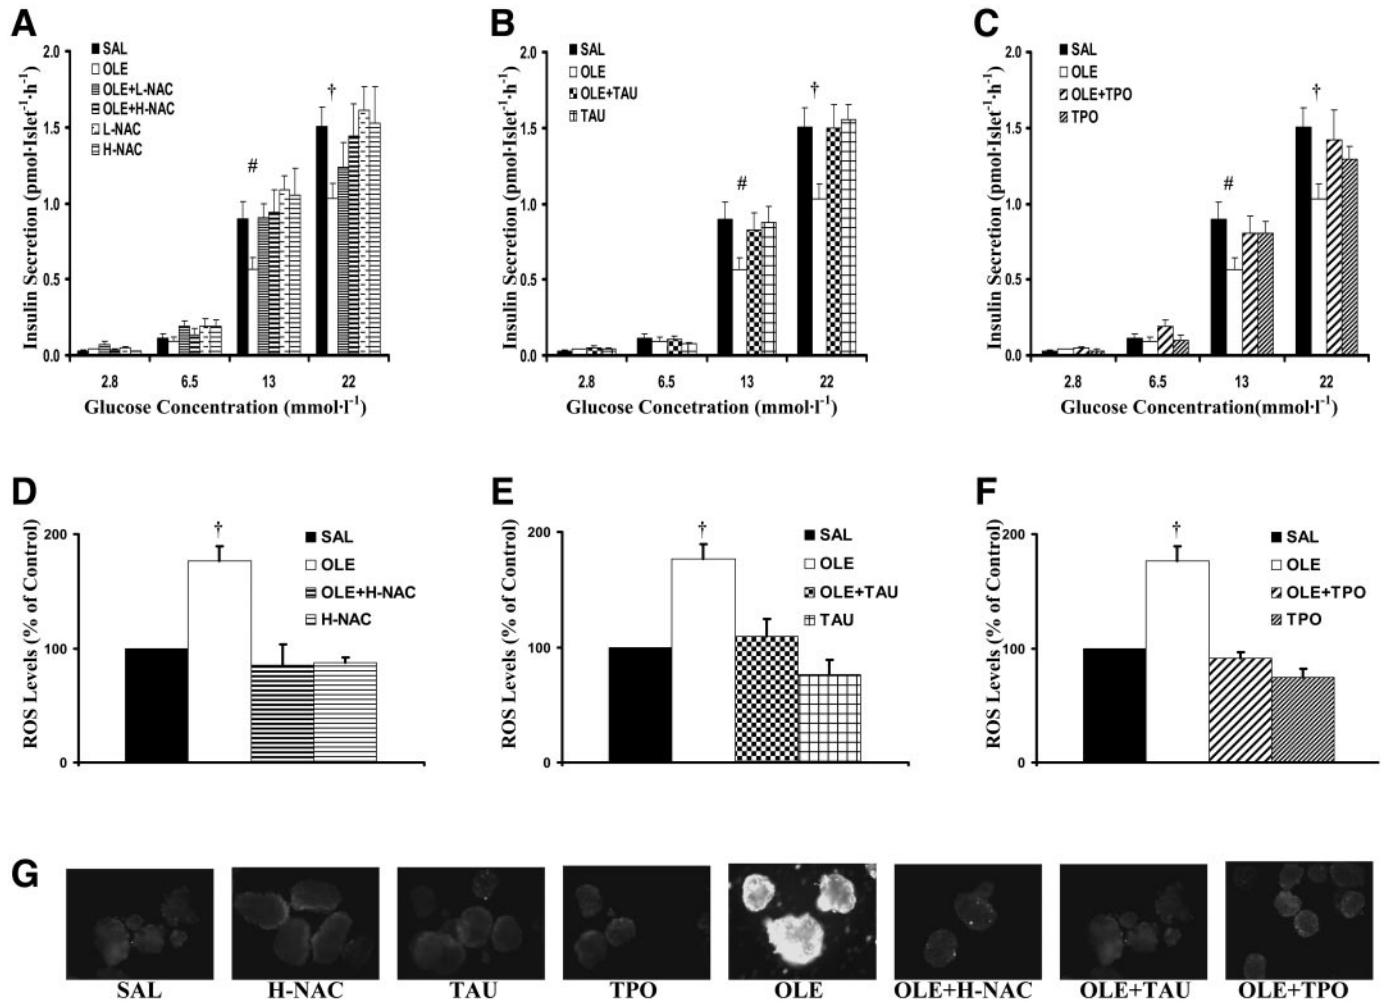 A
2.0
1.5
1.0
0.5
0.0
Insulin Secretion (pmol·Islet⁻¹·h⁻¹)
SAL
OLE
OLE+L-NAC
OLE+H-NAC
L-NAC
H-NAC
#
†
2.8 6.5 13 22
Glucose Concentration (mmol·l⁻¹)
B
2.0
1.5
1.0
0.5
0.0
Insulin Secretion (pmol·Islet⁻¹·h⁻¹)
SAL
OLE
OLE+TAU
TAU
#
†
2.8 6.5 13 22
Glucose Concetration (mmol·l⁻¹)
C
2.0
1.5
1.0
0.5
0.0
Insulin Secretion (pmol·Islet⁻¹·h⁻¹)
SAL
OLE
OLE+TPO
TPO
#
†
2.8 6.5 13 22
Glucose Concentration(mmol·l⁻¹)
D
200
100
0
ROS Levels (% of Control)
†
SAL
OLE
OLE+H-NAC
H-NAC
E
200
100
0
ROS Levels (% of Control)
†
SAL
OLE
OLE+TAU
TAU
F
200
100
0
ROS Levels (% of Control)
†
SAL
OLE
OLE+TPO
TPO
G
SAL H-NAC TAU TPO OLE OLE+H-NAC OLE+TAU OLE+TPO